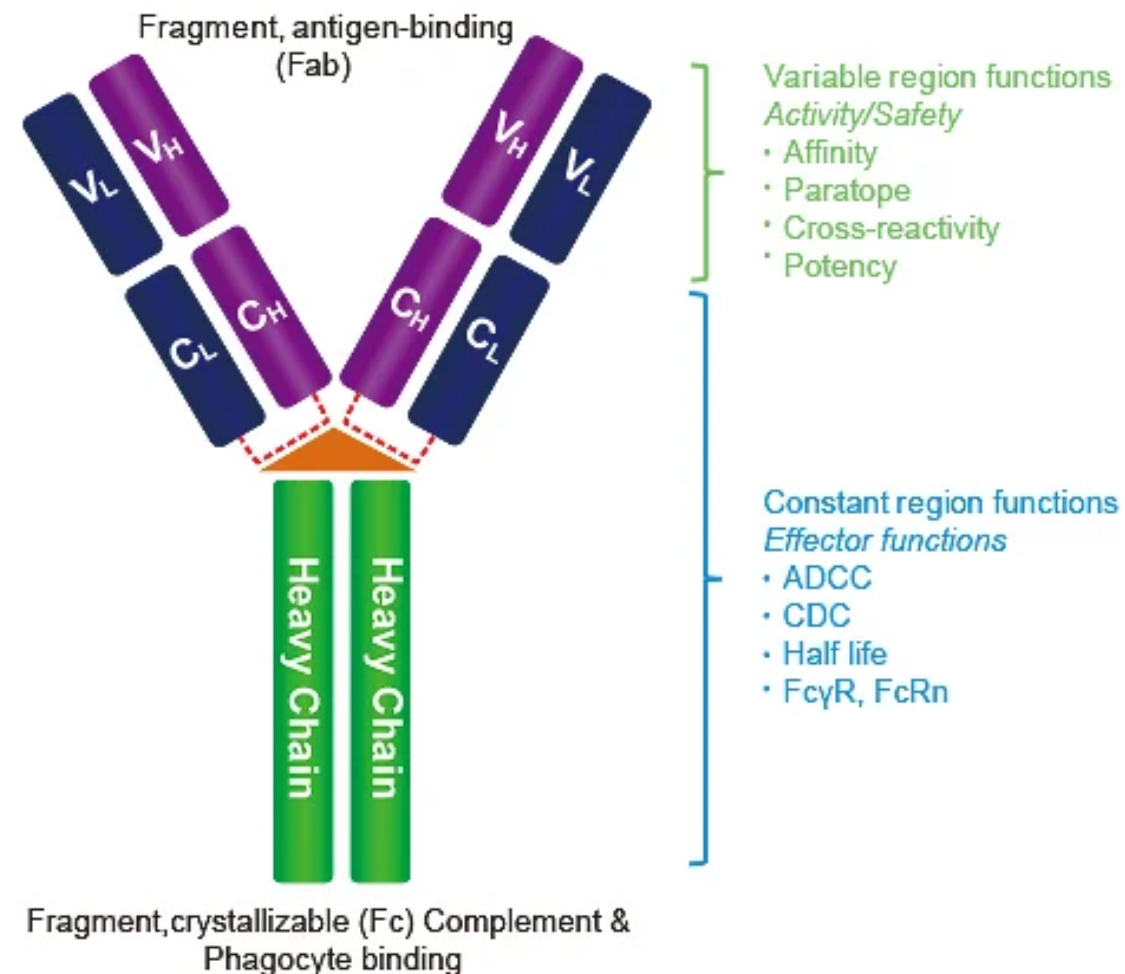 Fragment, antigen-binding
(Fab)
VL
VH
VH
VL
CL
CH
CH
CL
Heavy Chain
Heavy Chain
Fragment,crystallizable (Fc) Complement &
Phagocyte binding
Variable region functions
Activity/Safety
· Affinity
· Paratope
· Cross-reactivity
· Potency
Constant region functions
Effector functions
· ADCC
· CDC
· Half life
· FcγR, FcRn